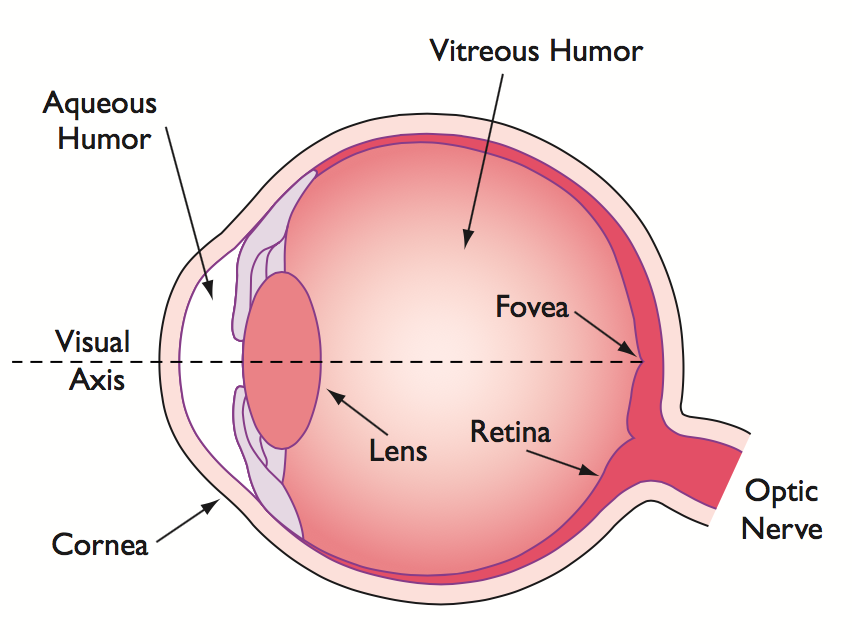 Vitreous Humor
Aqueous
Humor
Fovea
Visual
Axis
Retina
Lens
Optic
Nerve
Cornea